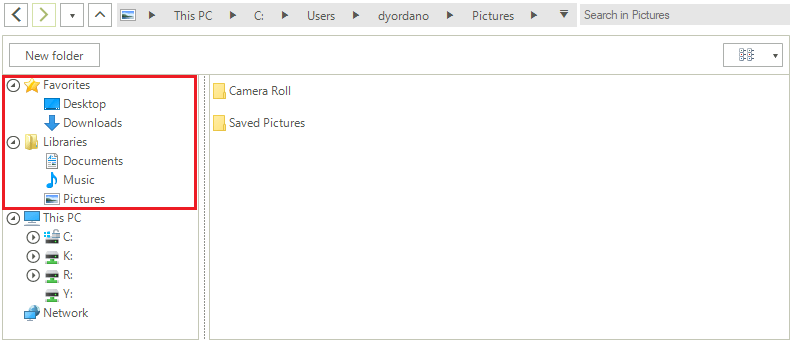 This PC C: Users dyordano Pictures Search in Pictures
New folder
Favorites
Desktop
Downloads
Libraries
Documents
Music
Pictures
This PC
C:
K:
R:
Y:
Network
Camera Roll
Saved Pictures